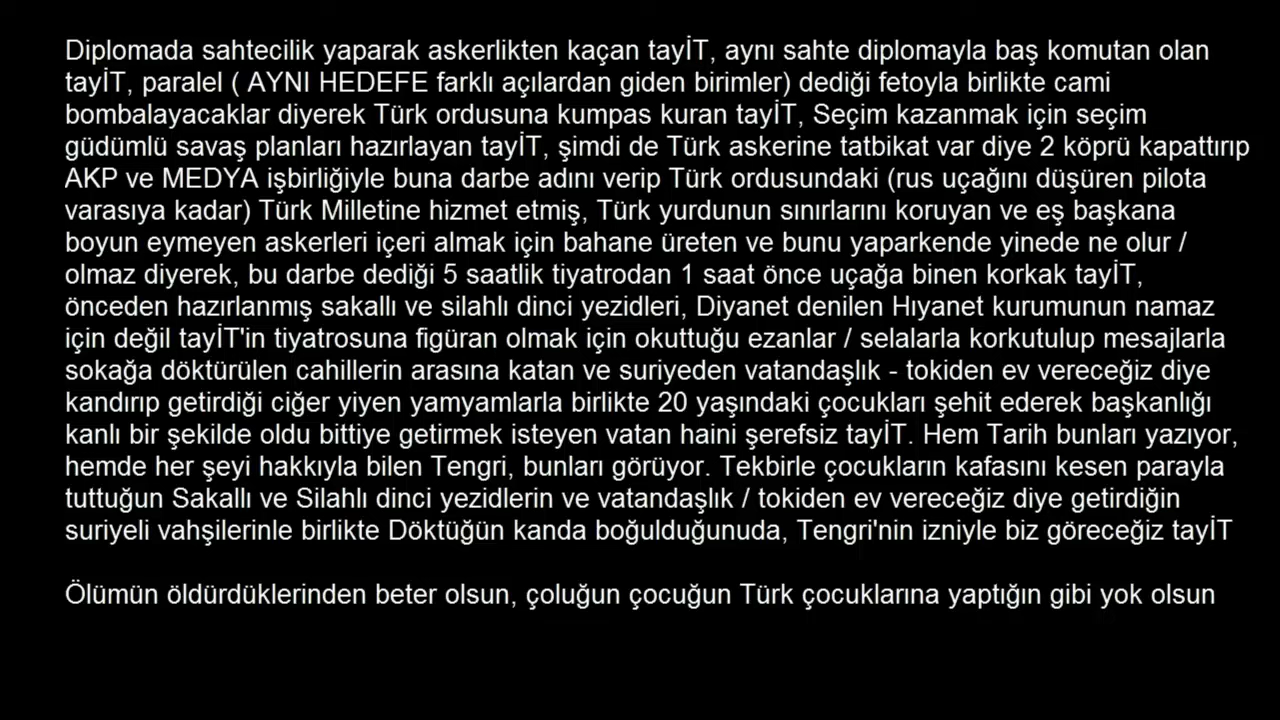 Diplomada sahtecilik yaparak askerlikten kaçan tayİT, aynı sahte diplomayla baş komutan olan
tayİT, paralel ( AYNI HEDEFE farklı açılardan giden birimler) dediği fetoyla birlikte cami
bombalayacaklar diyerek Türk ordusuna kumpas kuran tayİT, Seçim kazanmak için seçim
güdümlü savaş planları hazırlayan tayİT, şimdi de Türk askerine tatbikat var diye 2 köprü kapattırıp
AKP ve MEDYA işbirliğiyle buna darbe adını verip Türk ordusundaki (rus uçağını düşüren pilota
varasıya kadar) Türk Milletine hizmet etmiş, Türk yurdunun sınırlarını koruyan ve eş başkana
boyun eymeyen askerleri içeri almak için bahane üreten ve bunu yaparkende yinede ne olur /
olmaz diyerek, bu darbe dediği 5 saatlik tiyatrodan 1 saat önce uçağa binen korkak tayİT,
önceden hazırlanmış sakallı ve silahlı dinci yezidleri, Diyanet denilen Hıyanet kurumunun namaz
için değil tayİT'in tiyatrosuna figüran olmak için okuttuğu ezanlar / selalarla korkutulup mesajlarla
sokağa döktürülen cahillerin arasına katan ve suriyeden vatandaşlık - tokiden ev vereceğiz diye
kandırıp getirdiği ciğer yiyen yamyamlarla birlikte 20 yaşındaki çocukları şehit ederek başkanlığı
kanlı bir şekilde oldu bittiye getirmek isteyen vatan haini şerefsiz tayİT. Hem Tarih bunları yazıyor,
hemde her şeyi hakkıyla bilen Tengri, bunları görüyor. Tekbirle çocukların kafasını kesen parayla
tuttuğun Sakallı ve Silahlı dinci yezidlerin ve vatandaşlık / tokiden ev vereceğiz diye getirdiğin
suriyeli vahşilerinle birlikte Döktüğün kanda boğulduğunuda, Tengri'nin izniyle biz göreceğiz tayİT
Ölümün öldürdüklerinden beter olsun, çoluğun çocuğun Türk çocuklarına yaptığın gibi yok olsun